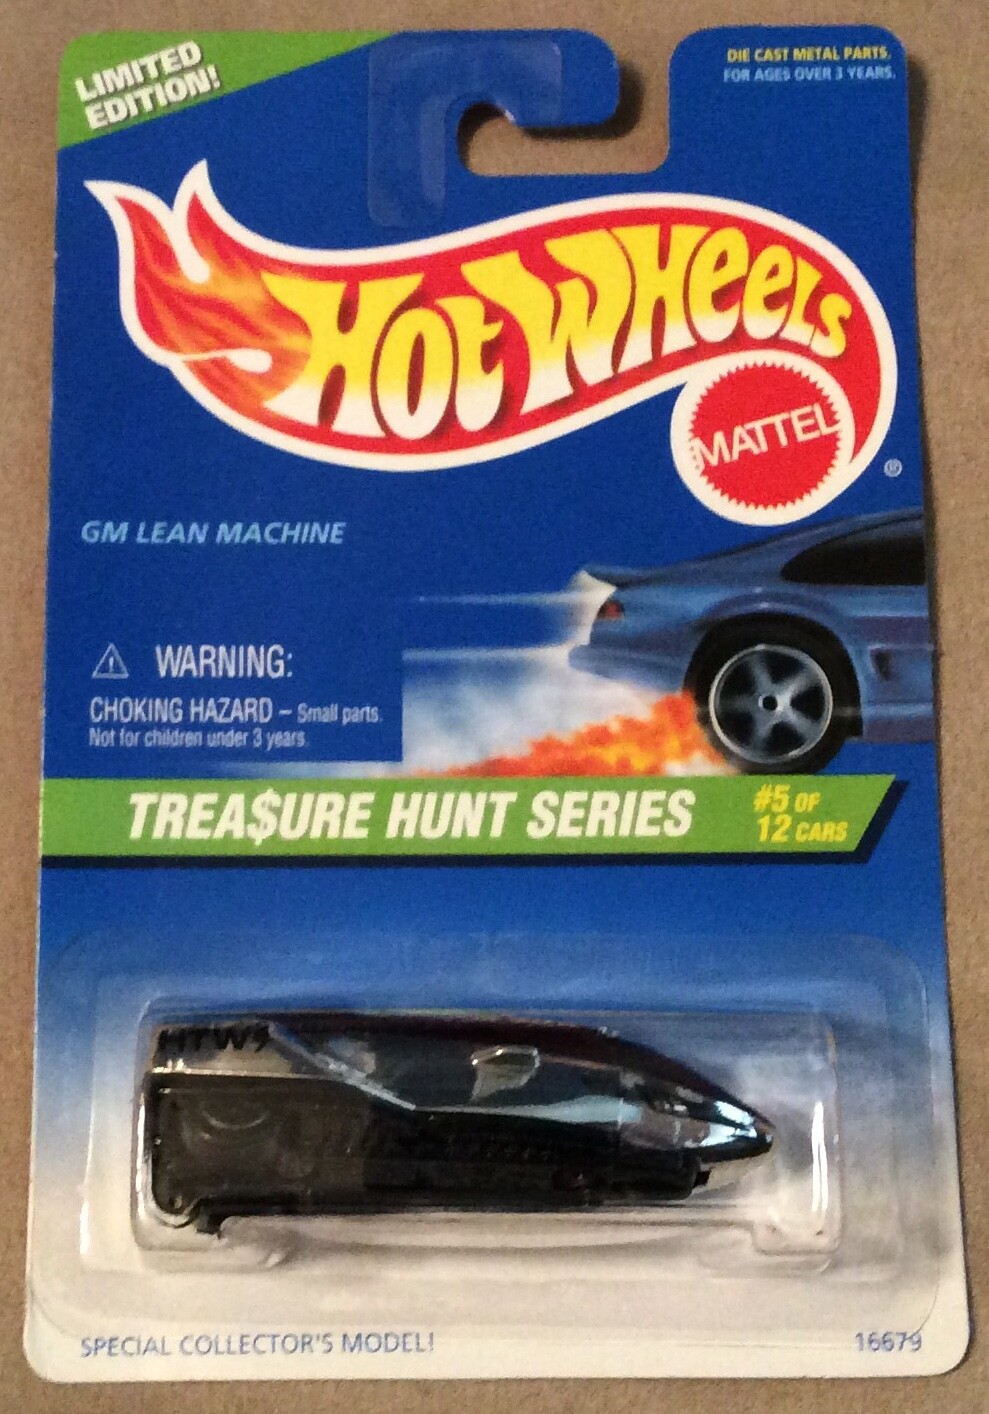 LIMITED
EDITION!
DIE CAST METAL PARTS.
FOR AGES OVER 3 YEARS.
HOT WHEELS
MATTEL
®
GM LEAN MACHINE
WARNING:
CHOKING HAZARD – Small parts.
Not for children under 3 years.
TREA$URE HUNT SERIES
#5 OF
12 CARS
SPECIAL COLLECTOR'S MODEL!
16679